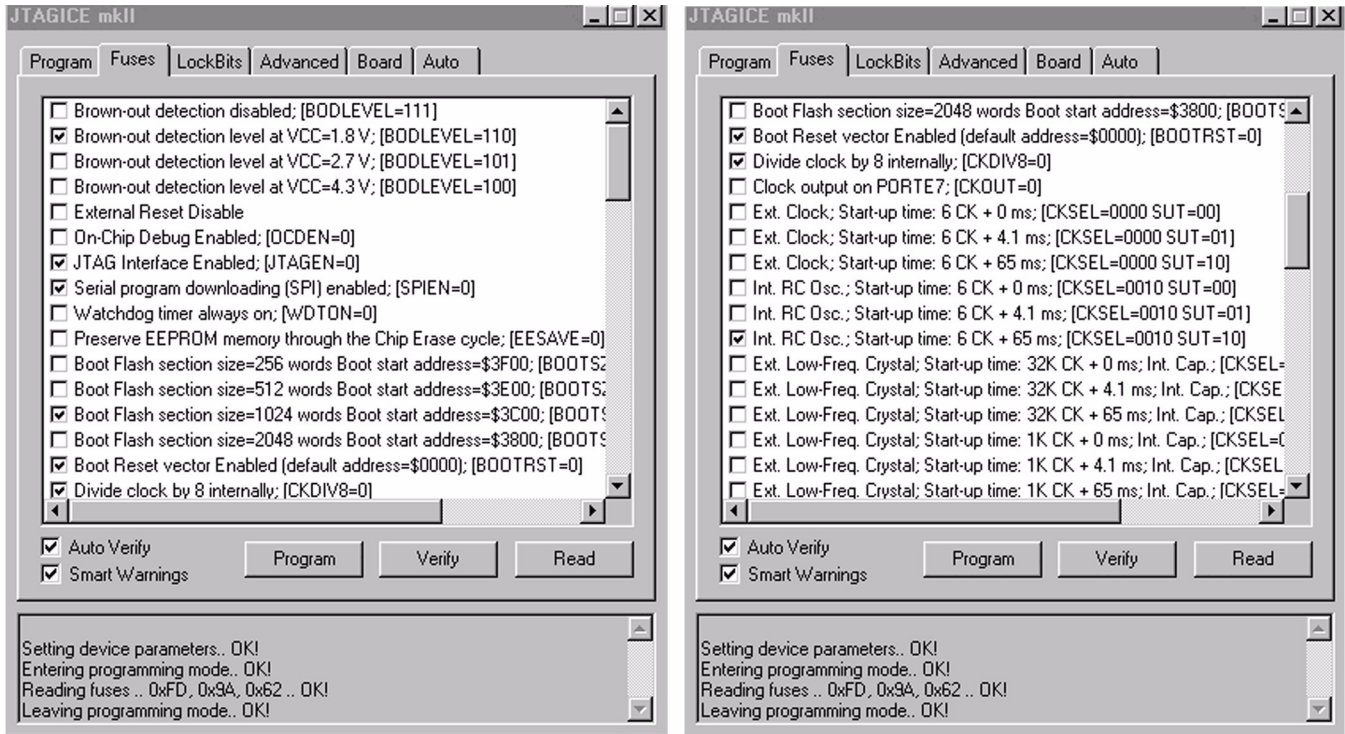 JTAGICE mkII
Program Fuses LockBits Advanced Board Auto
Brown-out detection disabled; [BODLEVEL=111]
Brown-out detection level at VCC=1.8 V; [BODLEVEL=110]
Brown-out detection level at VCC=2.7 V; [BODLEVEL=101]
Brown-out detection level at VCC=4.3 V; [BODLEVEL=100]
External Reset Disable
On-Chip Debug Enabled; [OCDEN=0]
JTAG Interface Enabled; [JTAGEN=0]
Serial program downloading (SPI) enabled; [SPIEN=0]
Watchdog timer always on; [WDTON=0]
Preserve EEPROM memory through the Chip Erase cycle; [EESAVE=0]
Boot Flash section size=256 words Boot start address=$3F00; [BOOTSZ
Boot Flash section size=512 words Boot start address=$3E00; [BOOTSZ
Boot Flash section size=1024 words Boot start address=$3C00; [BOOTS
Boot Flash section size=2048 words Boot start address=$3800; [BOOTS
Boot Reset vector Enabled (default address=$0000); [BOOTRST=0]
Divide clock by 8 internally; [CKDIV8=0]
Auto Verify
Smart Warnings
Program Verify Read
Setting device parameters.. OK!
Entering programming mode.. OK!
Reading fuses .. 0xFD, 0x9A, 0x62 .. OK!
Leaving programming mode.. OK!
JTAGICE mkII
Program Fuses LockBits Advanced Board Auto
Boot Flash section size=2048 words Boot start address=$3800; [BOOTS
Boot Reset vector Enabled (default address=$0000); [BOOTRST=0]
Divide clock by 8 internally; [CKDIV8=0]
Clock output on PORTE7; [CKOUT=0]
Ext. Clock; Start-up time: 6 CK + 0 ms; [CKSEL=0000 SUT=00]
Ext. Clock; Start-up time: 6 CK + 4.1 ms; [CKSEL=0000 SUT=01]
Ext. Clock; Start-up time: 6 CK + 65 ms; [CKSEL=0000 SUT=10]
Int. RC Osc.; Start-up time: 6 CK + 0 ms; [CKSEL=0010 SUT=00]
Int. RC Osc.; Start-up time: 6 CK + 4.1 ms; [CKSEL=0010 SUT=01]
Int. RC Osc.; Start-up time: 6 CK + 65 ms; [CKSEL=0010 SUT=10]
Ext. Low-Freq. Crystal; Start-up time: 32K CK + 0 ms; Int. Cap.; [CKSEL=
Ext. Low-Freq. Crystal; Start-up time: 32K CK + 4.1 ms; Int. Cap.; [CKSE
Ext. Low-Freq. Crystal; Start-up time: 32K CK + 65 ms; Int. Cap.; [CKSEL
Ext. Low-Freq. Crystal; Start-up time: 1K CK + 0 ms; Int. Cap.; [CKSEL=0
Ext. Low-Freq. Crystal; Start-up time: 1K CK + 4.1 ms; Int. Cap.; [CKSEL
Ext. Low-Freq. Crystal; Start-up time: 1K CK + 65 ms; Int. Cap.; [CKSEL=
Auto Verify
Smart Warnings
Program Verify Read
Setting device parameters.. OK!
Entering programming mode.. OK!
Reading fuses .. 0xFD, 0x9A, 0x62 .. OK!
Leaving programming mode.. OK!